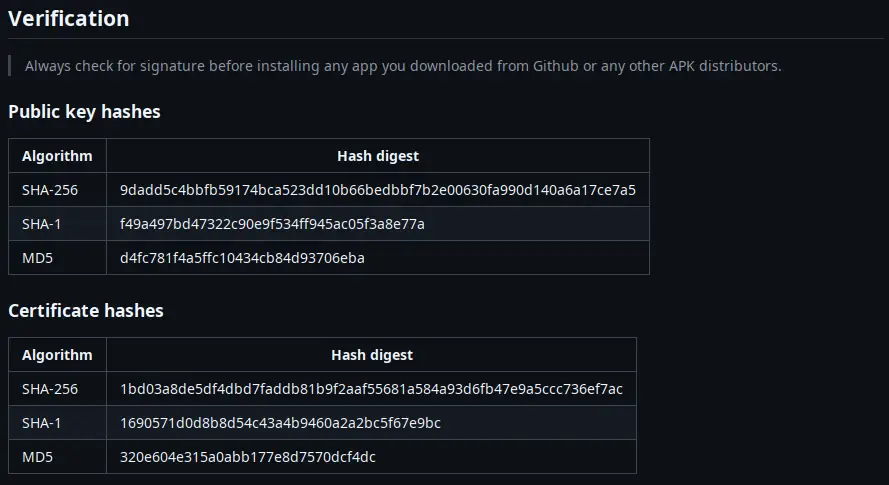 Verification
Always check for signature before installing any app you downloaded from Github or any other APK distributors.
Public key hashes
Algorithm Hash digest
SHA-256 9dadd5c4bbfb59174bca523dd10b66bedbbf7b2e00630fa990d140a6a17ce7a5
SHA-1 f49a497bd47322c90e9f534ff945ac05f3a8e77a
MD5 d4fc781f4a5ffc10434cb84d93706eba
Certificate hashes
Algorithm Hash digest
SHA-256 1bd03a8de5df4dbd7faddb81b9f2aaf55681a584a93d6fb47e9a5ccc736ef7ac
SHA-1 1690571d0d8b8d54c43a4b9460a2a2bc5f67e9bc
MD5 320e604e315a0abb177e8d7570dcf4dc